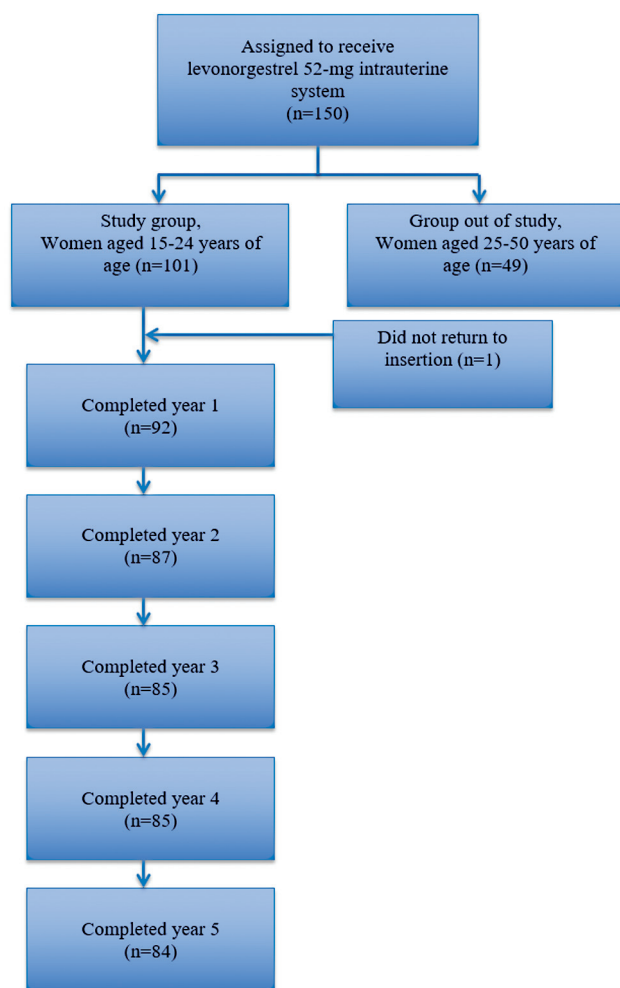 Assigned to receive
levonorgestrel 52-mg intrauterine
system
(n=150)
Study group,
Women aged 15-24 years of
age (n=101)
Group out of study,
Women aged 25-50 years of
age (n=49)
Did not return to
insertion (n=1)
Completed year 1
(n=92)
Completed year 2
(n=87)
Completed year 3
(n=85)
Completed year 4
(n=85)
Completed year 5
(n=84)